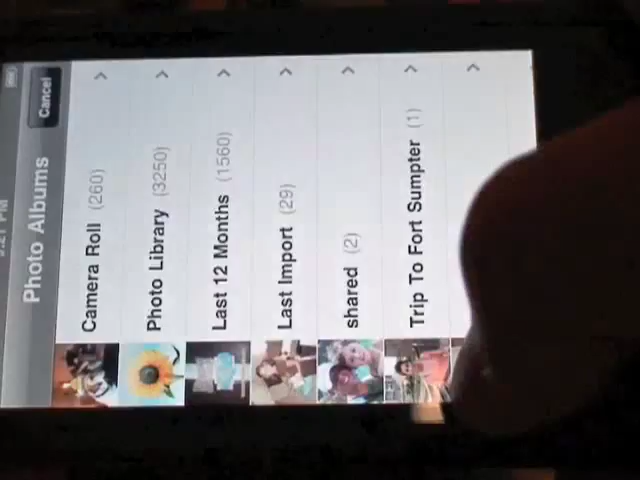 Photo Albums
Cancel
Camera Roll (260)
Photo Library (3250)
Last 12 Months (1560)
Last Import (29)
shared (2)
Trip To Fort Sumpter (1)